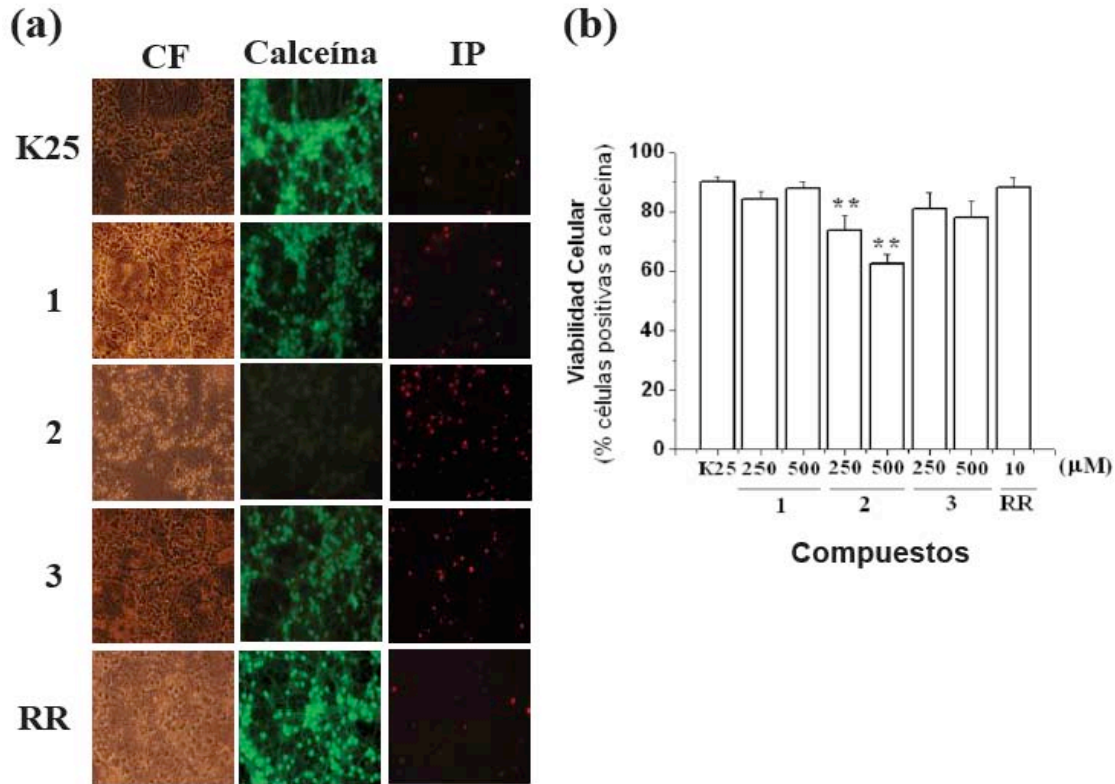 (a)
CF Calceína IP
K25
1
2
3
RR
(b)
Viabilidad Celular
(% células positivas a calceína)
100
80
60
40
20
0
** **
K25 250 500 250 500 250 500 10 (µM)
1 2 3 RR
Compuestos